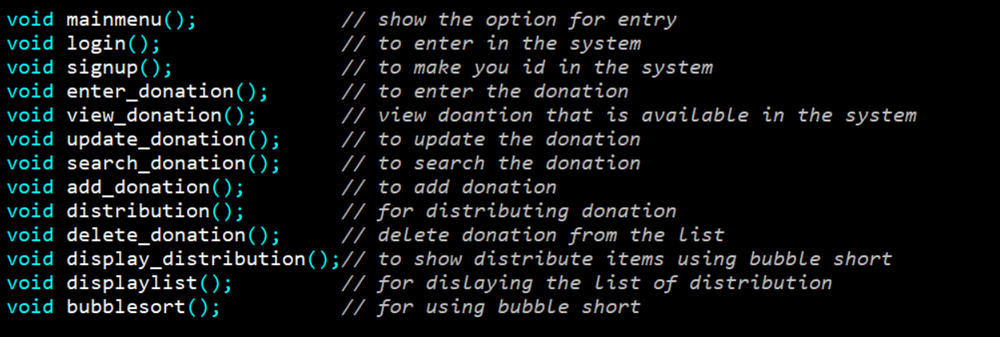 void mainmenu();            // show the option for entry
void login();               // to enter in the system
void signup();              // to make you id in the system
void enter_donation();      // to enter the donation
void view_donation();       // view doantion that is available in the system
void update_donation();     // to update the donation
void search_donation();     // to search the donation
void add_donation();        // to add donation
void distribution();        // for distributing donation
void delete_donation();     // delete donation from the list
void display_distribution();// to show distribute items using bubble short
void displaylist();         // for dislaying the list of distribution
void bubblesort();          // for using bubble short